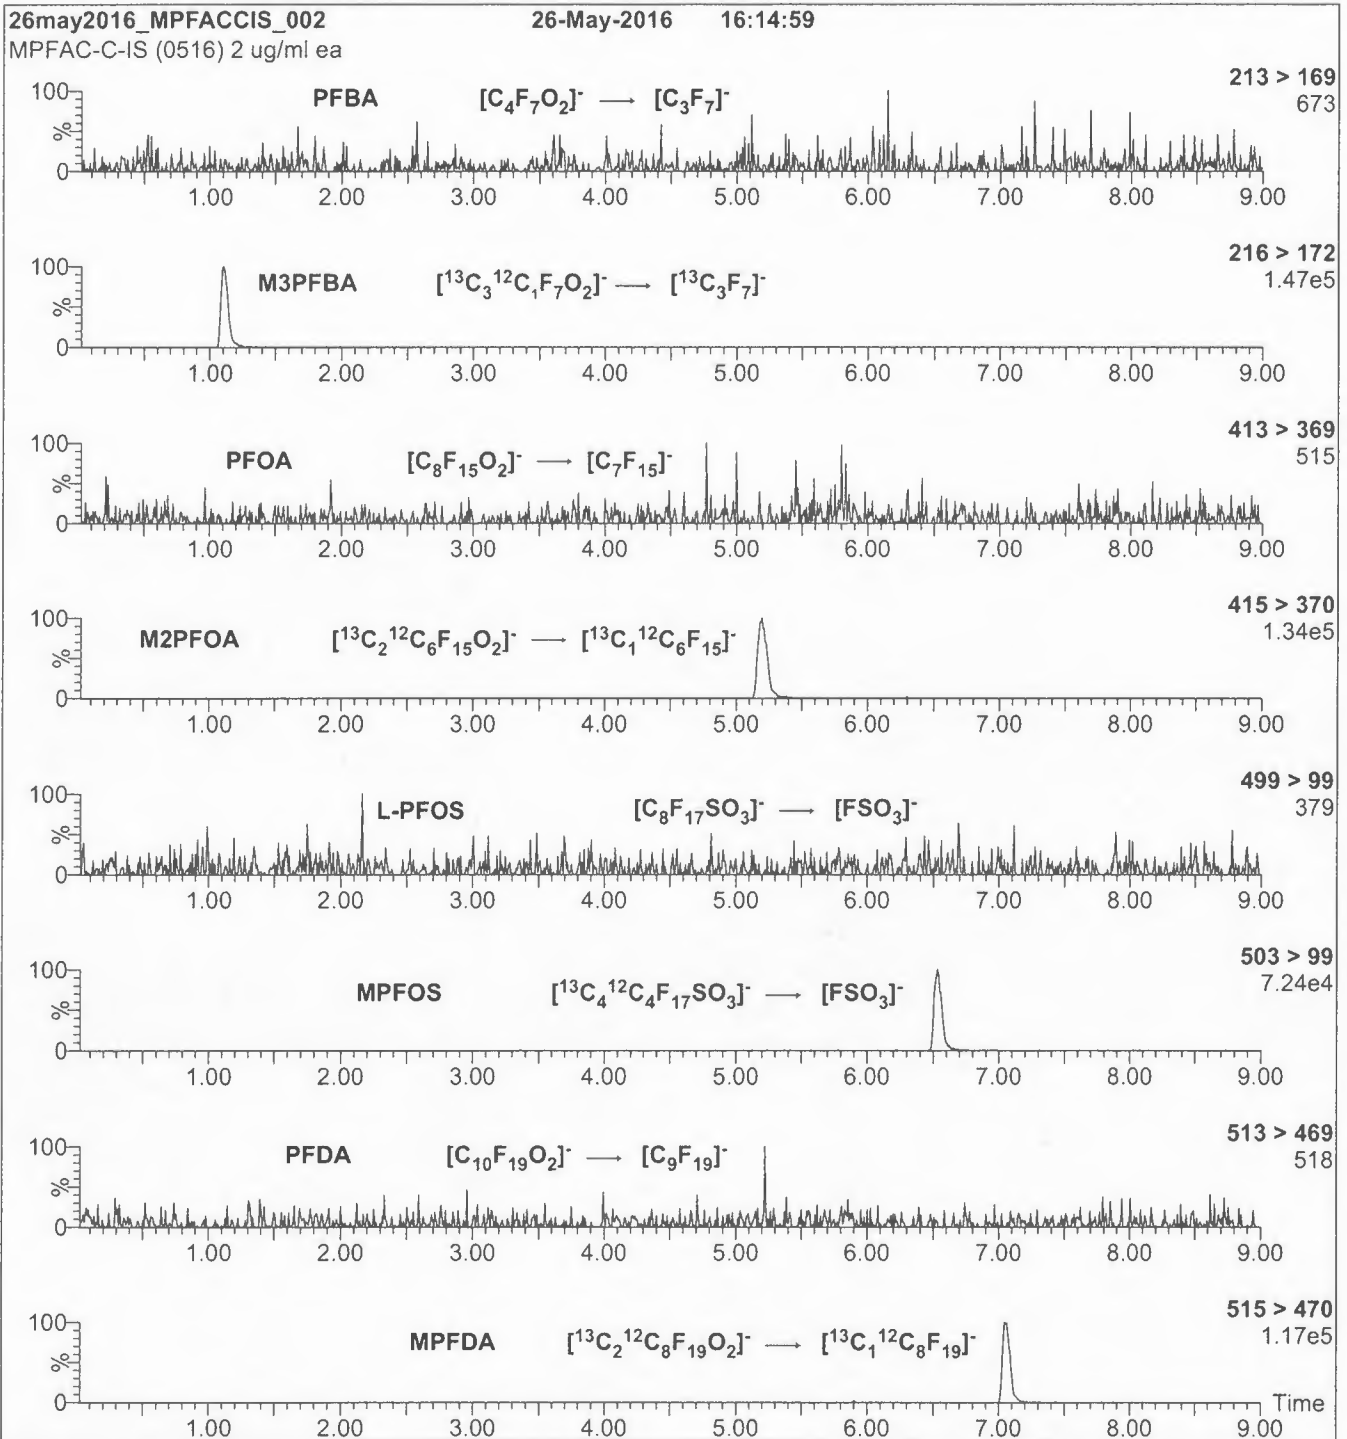 26may2016_MPFACCIS_002 26-May-2016 16:14:59
MPFAC-C-IS (0516) 2 ug/ml ea
213 > 169
673
PFBA [C₄F₇O₂]⁻ → [C₃F₇]⁻
100
%
0
1.00 2.00 3.00 4.00 5.00 6.00 7.00 8.00 9.00
216 > 172
1.47e5
M3PFBA [¹³C₃¹²C₁F₇O₂]⁻ → [¹³C₃F₇]⁻
100
%
0
1.00 2.00 3.00 4.00 5.00 6.00 7.00 8.00 9.00
413 > 369
515
PFOA [C₈F₁₅O₂]⁻ → [C₇F₁₅]⁻
100
%
0
1.00 2.00 3.00 4.00 5.00 6.00 7.00 8.00 9.00
415 > 370
1.34e5
M2PFOA [¹³C₂¹²C₆F₁₅O₂]⁻ → [¹³C₁¹²C₆F₁₅]⁻
100
%
0
1.00 2.00 3.00 4.00 5.00 6.00 7.00 8.00 9.00
499 > 99
379
L-PFOS [C₈F₁₇SO₃]⁻ → [FSO₃]⁻
100
%
0
1.00 2.00 3.00 4.00 5.00 6.00 7.00 8.00 9.00
503 > 99
7.24e4
MPFOS [¹³C₄¹²C₄F₁₇SO₃]⁻ → [FSO₃]⁻
100
%
0
1.00 2.00 3.00 4.00 5.00 6.00 7.00 8.00 9.00
513 > 469
518
PFDA [C₁₀F₁₉O₂]⁻ → [C₉F₁₉]⁻
100
%
0
1.00 2.00 3.00 4.00 5.00 6.00 7.00 8.00 9.00
515 > 470
1.17e5
MPFDA [¹³C₂¹²C₈F₁₉O₂]⁻ → [¹³C₁¹²C₈F₁₉]⁻
100
%
0
Time
1.00 2.00 3.00 4.00 5.00 6.00 7.00 8.00 9.00